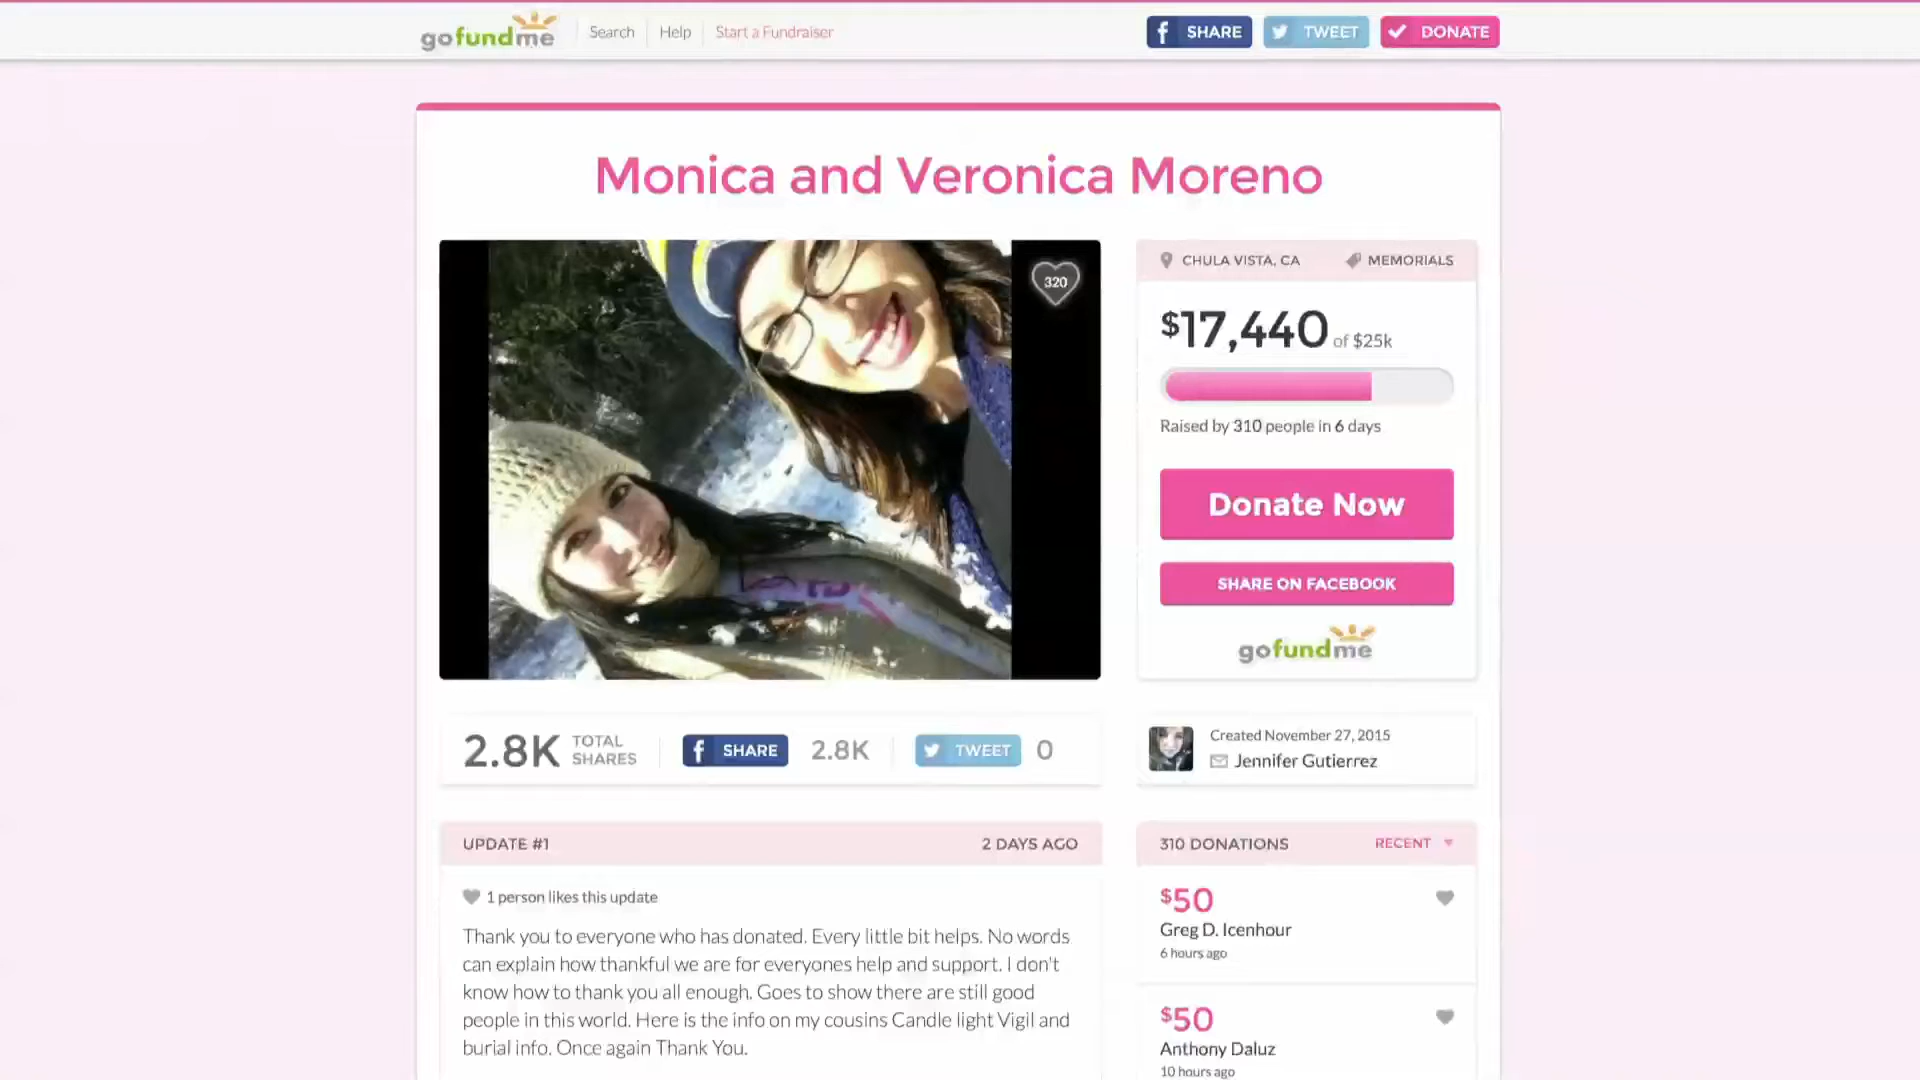 gofundme
Search
Help
Start a Fundraiser
SHARE
TWEET
DONATE
Monica and Veronica Moreno
320
CHULA VISTA, CA
MEMORIALS
$17,440 of $25k
Raised by 310 people in 6 days
Donate Now
SHARE ON FACEBOOK
gofundme
2.8K TOTAL SHARES
SHARE
2.8K
TWEET
0
Created November 27, 2015
Jennifer Gutierrez
UPDATE #1
2 DAYS AGO
1 person likes this update
Thank you to everyone who has donated. Every little bit helps. No words
can explain how thankful we are for everyones help and support. I don't
know how to thank you all enough. Goes to show there are still good
people in this world. Here is the info on my cousins Candle light Vigil and
burial info. Once again Thank You.
310 DONATIONS
RECENT
$50
Greg D. Icenhour
6 hours ago
$50
Anthony Daluz
10 hours ago